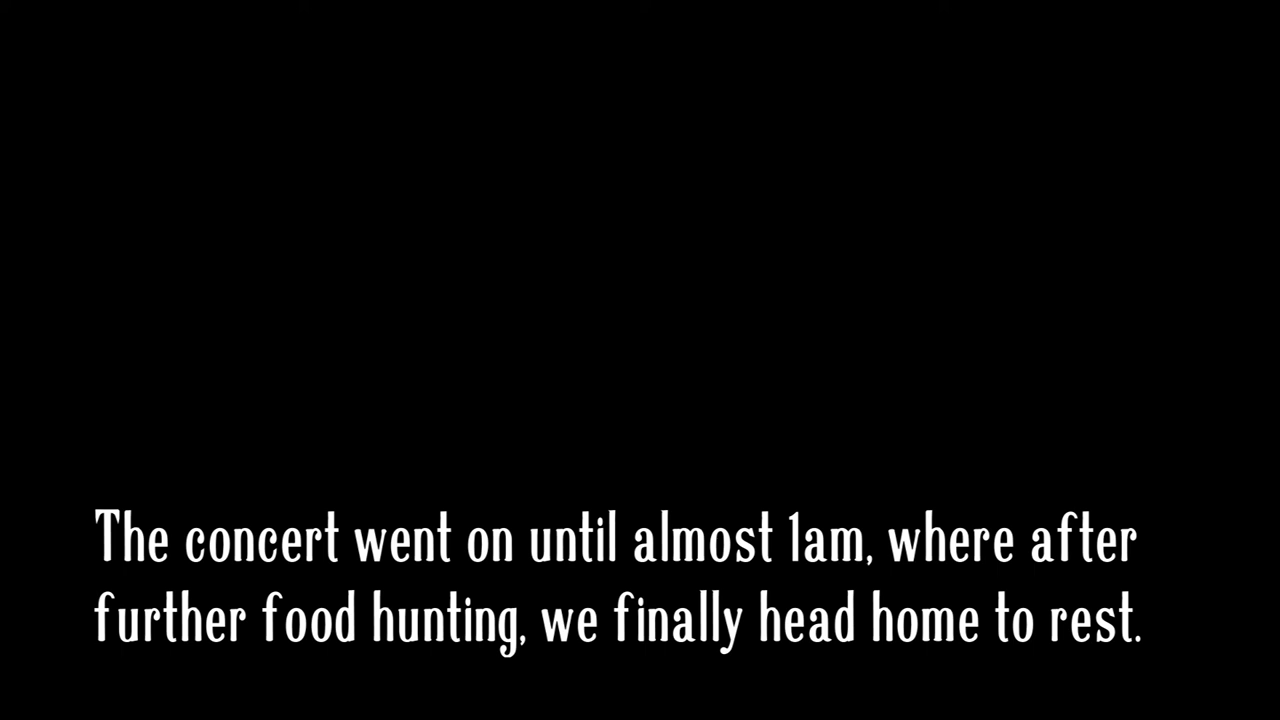 The concert went on until almost 1am, where after
further food hunting, we finally head home to rest.